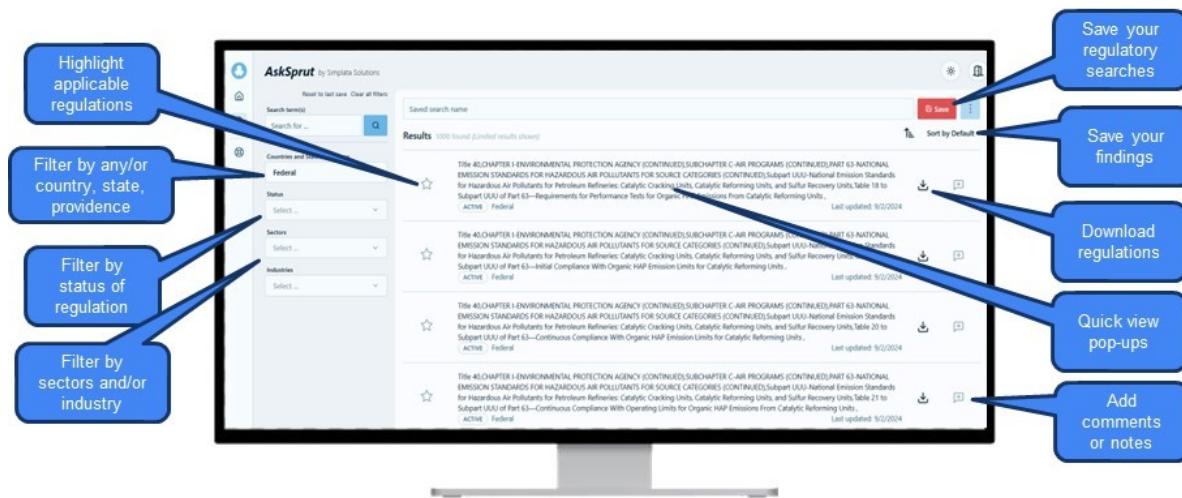 Highlight
applicable
regulations
Filter by any/or
country, state,
providence
Filter by
status of
regulation
Filter by
sectors and/or
industry
AskSprut by Simplata Solutions
Reset to last save Clear all filters
Search term(s)
Search for ...
Countries and State
Federal
Status
Select ...
Sectors
Select ...
Industries
Select ...
Saved search name
Save
Results 1000 found (Limited results shown)
Sort by Default
Title 40,CHAPTER I-ENVIRONMENTAL PROTECTION AGENCY (CONTINUED),SUBCHAPTER C-AIR PROGRAMS (CONTINUED),PART 63-NATIONAL
EMISSION STANDARDS FOR HAZARDOUS AIR POLLUTANTS FOR SOURCE CATEGORIES (CONTINUED),Subpart UUU-National Emission Standards
for Hazardous Air Pollutants for Petroleum Refineries: Catalytic Cracking Units, Catalytic Reforming Units, and Sulfur Recovery Units,Table 18 to
Subpart UUU of Part 63—Requirements for Performance Tests for Organic HAP Emissions From Catalytic Reforming Units ,
ACTIVE Federal Last updated: 9/2/2024
Title 40,CHAPTER I-ENVIRONMENTAL PROTECTION AGENCY (CONTINUED),SUBCHAPTER C-AIR PROGRAMS (CONTINUED),PART 63-NATIONAL
EMISSION STANDARDS FOR HAZARDOUS AIR POLLUTANTS FOR SOURCE CATEGORIES (CONTINUED),Subpart UUU-National Emission Standards
for Hazardous Air Pollutants for Petroleum Refineries: Catalytic Cracking Units, Catalytic Reforming Units, and Sulfur Recovery Units,Table 19 to
Subpart UUU of Part 63—Initial Compliance With Organic HAP Emission Limits for Catalytic Reforming Units ,
ACTIVE Federal Last updated: 9/2/2024
Title 40,CHAPTER I-ENVIRONMENTAL PROTECTION AGENCY (CONTINUED),SUBCHAPTER C-AIR PROGRAMS (CONTINUED),PART 63-NATIONAL
EMISSION STANDARDS FOR HAZARDOUS AIR POLLUTANTS FOR SOURCE CATEGORIES (CONTINUED),Subpart UUU-National Emission Standards
for Hazardous Air Pollutants for Petroleum Refineries: Catalytic Cracking Units, Catalytic Reforming Units, and Sulfur Recovery Units,Table 20 to
Subpart UUU of Part 63—Continuous Compliance With Organic HAP Emission Limits for Catalytic Reforming Units ,
ACTIVE Federal Last updated: 9/2/2024
Title 40,CHAPTER I-ENVIRONMENTAL PROTECTION AGENCY (CONTINUED),SUBCHAPTER C-AIR PROGRAMS (CONTINUED),PART 63-NATIONAL
EMISSION STANDARDS FOR HAZARDOUS AIR POLLUTANTS FOR SOURCE CATEGORIES (CONTINUED),Subpart UUU-National Emission Standards
for Hazardous Air Pollutants for Petroleum Refineries: Catalytic Cracking Units, Catalytic Reforming Units, and Sulfur Recovery Units,Table 21 to
Subpart UUU of Part 63—Continuous Compliance With Operating Limits for Organic HAP Emissions From Catalytic Reforming Units ,
ACTIVE Federal Last updated: 9/2/2024
Save your
regulatory
searches
Save your
findings
Download
regulations
Quick view
pop-ups
Add
comments
or notes